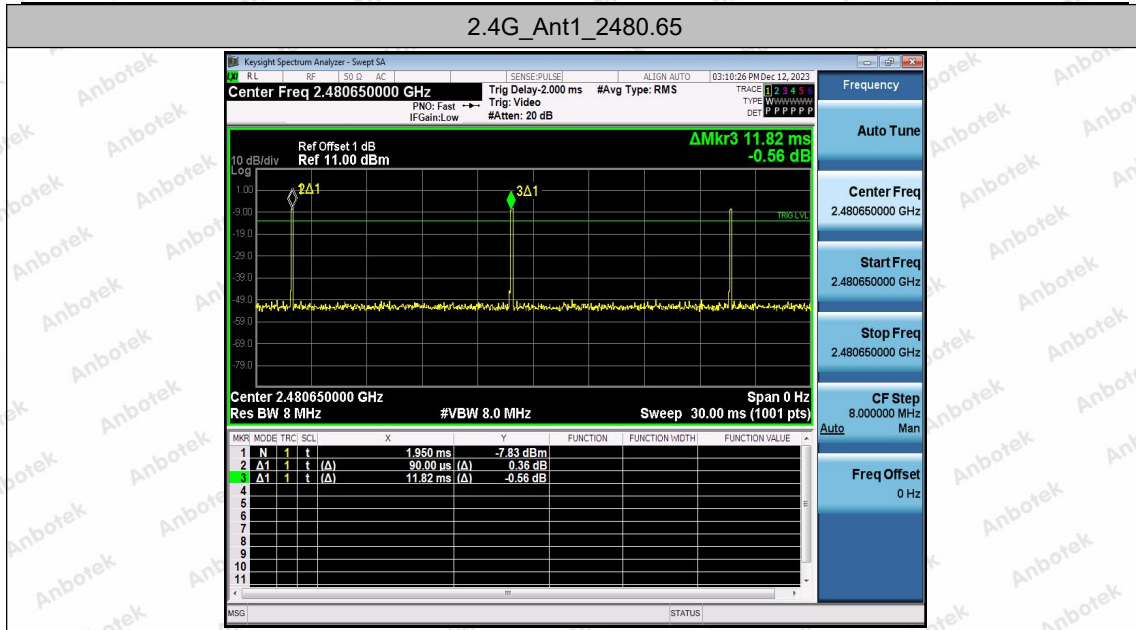 2.4G_Ant1_2480.65
Keysight Spectrum Analyzer - Swept SA
RL RF 50 Ω AC SENSE:PULSE ALIGN AUTO 03:10:26 PM Dec 12, 2023
Center Freq 2.480650000 GHz Trig Delay-2.000 ms #Avg Type: RMS TRACE 1 2 3 4 5 6
PNO: Fast Trig: Video TYPE WWWWWW
IFGain:Low #Atten: 20 dB DET P P P P P P
Frequency
Auto Tune
ΔMkr3 11.82 ms
-0.56 dB
Ref Offset 1 dB
10 dB/div Ref 11.00 dBm
Log
1.00
-9.00
-19.0
-29.0
-39.0
-49.0
-59.0
-69.0
-79.0
2Δ1
3Δ1
TRIG LVL
Center Freq
2.480650000 GHz
Start Freq
2.480650000 GHz
Stop Freq
2.480650000 GHz
CF Step
8.000000 MHz
Auto Man
Freq Offset
0 Hz
Center 2.480650000 GHz Span 0 Hz
Res BW 8 MHz #VBW 8.0 MHz Sweep 30.00 ms (1001 pts)
MKR MODE TRC SCL X Y FUNCTION FUNCTION WIDTH FUNCTION VALUE
1 N 1 t 1.950 ms -7.83 dBm
2 Δ1 1 t (Δ) 90.00 µs (Δ) 0.36 dB
3 Δ1 1 t (Δ) 11.82 ms (Δ) -0.56 dB
4
5
6
7
8
9
10
11
MSG STATUS
Anbotek